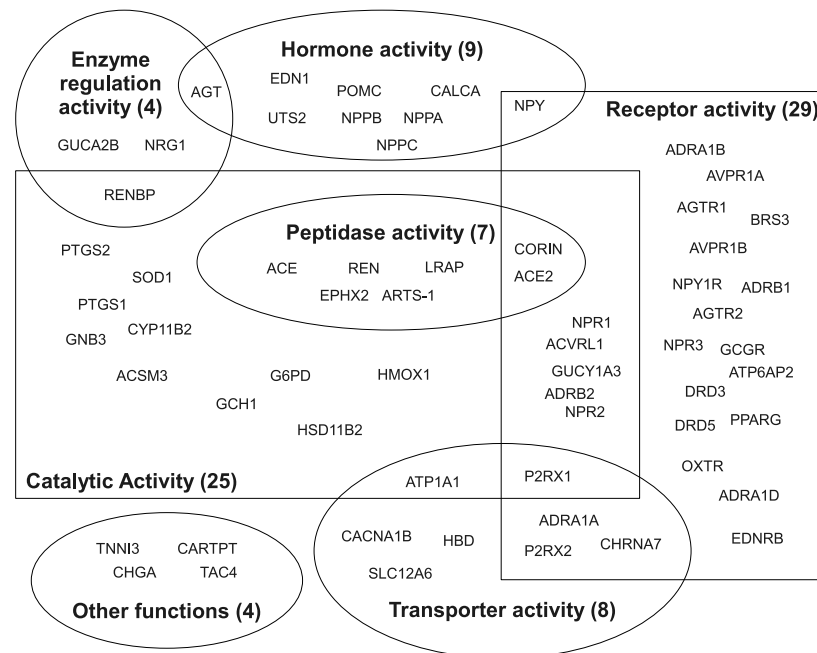 Enzyme
regulation
activity (4)
AGT
GUCA2B NRG1
RENBP
Hormone activity (9)
EDN1
POMC CALCA
NPY
UTS2 NPPB NPPA
NPPC
Receptor activity (29)
ADRA1B
AVPR1A
AGTR1
BRS3
AVPR1B
NPY1R ADRB1
AGTR2
NPR3 GCGR
ATP6AP2
DRD3
DRD5 PPARG
OXTR
ADRA1D
EDNRB
Peptidase activity (7)
CORIN
ACE REN LRAP
ACE2
EPHX2 ARTS-1
PTGS2
SOD1
PTGS1
GNB3 CYP11B2
ACSM3 G6PD HMOX1
GCH1
HSD11B2
NPR1
ACVRL1
GUCY1A3
ADRB2
NPR2
Catalytic Activity (25)
ATP1A1 P2RX1
ADRA1A
CACNA1B HBD
P2RX2 CHRNA7
SLC12A6
Transporter activity (8)
TNNI3 CARTPT
CHGA TAC4
Other functions (4)